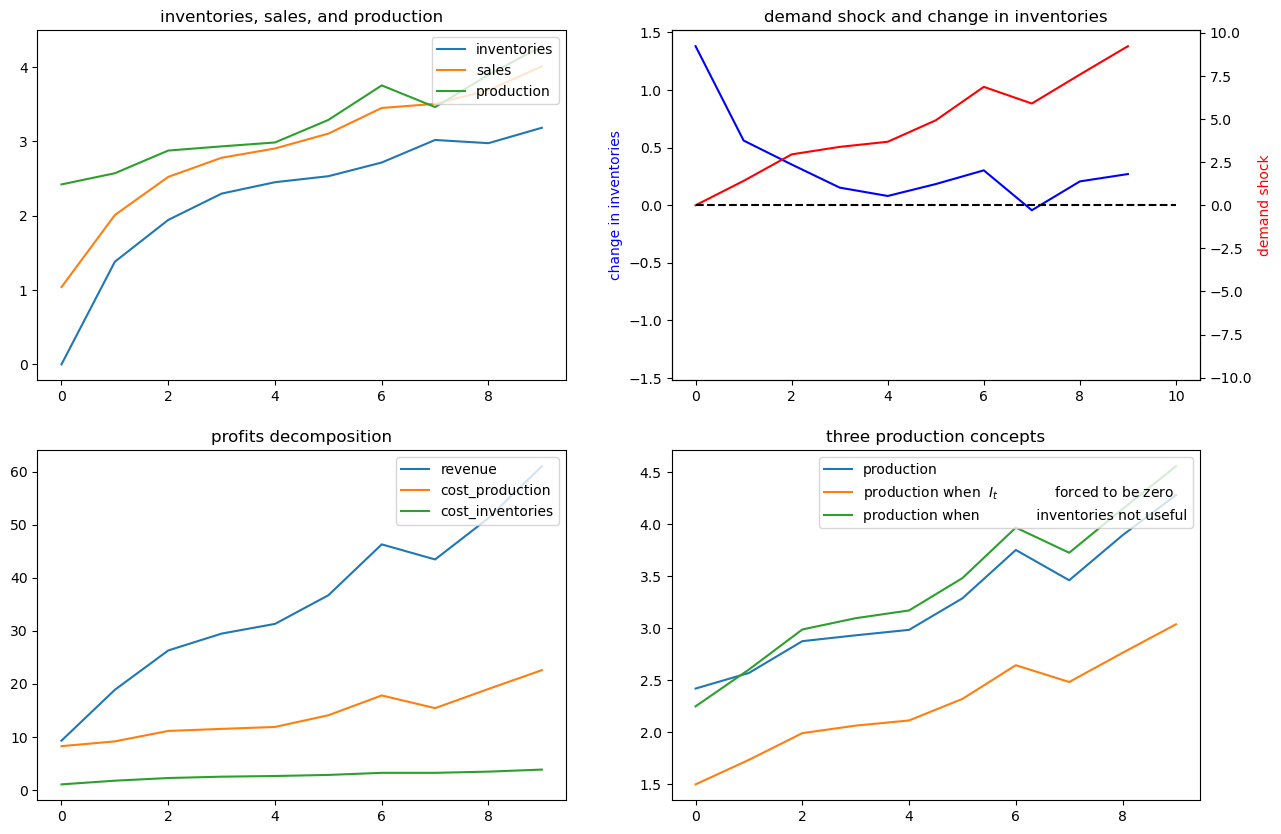 inventories, sales, and production
4
3
2
1
0
0 2 4 6 8
inventories
sales
production
demand shock and change in inventories
change in inventories
1.5
1.0
0.5
0.0
−0.5
−1.0
−1.5
0 2 4 6 8 10
10.0
7.5
5.0
2.5
0.0
−2.5
−5.0
−7.5
−10.0
demand shock
profits decomposition
60
50
40
30
20
10
0
0 2 4 6 8
revenue
cost_production
cost_inventories
three production concepts
4.5
4.0
3.5
3.0
2.5
2.0
1.5
0 2 4 6 8
production
production when I_t forced to be zero
production when inventories not useful